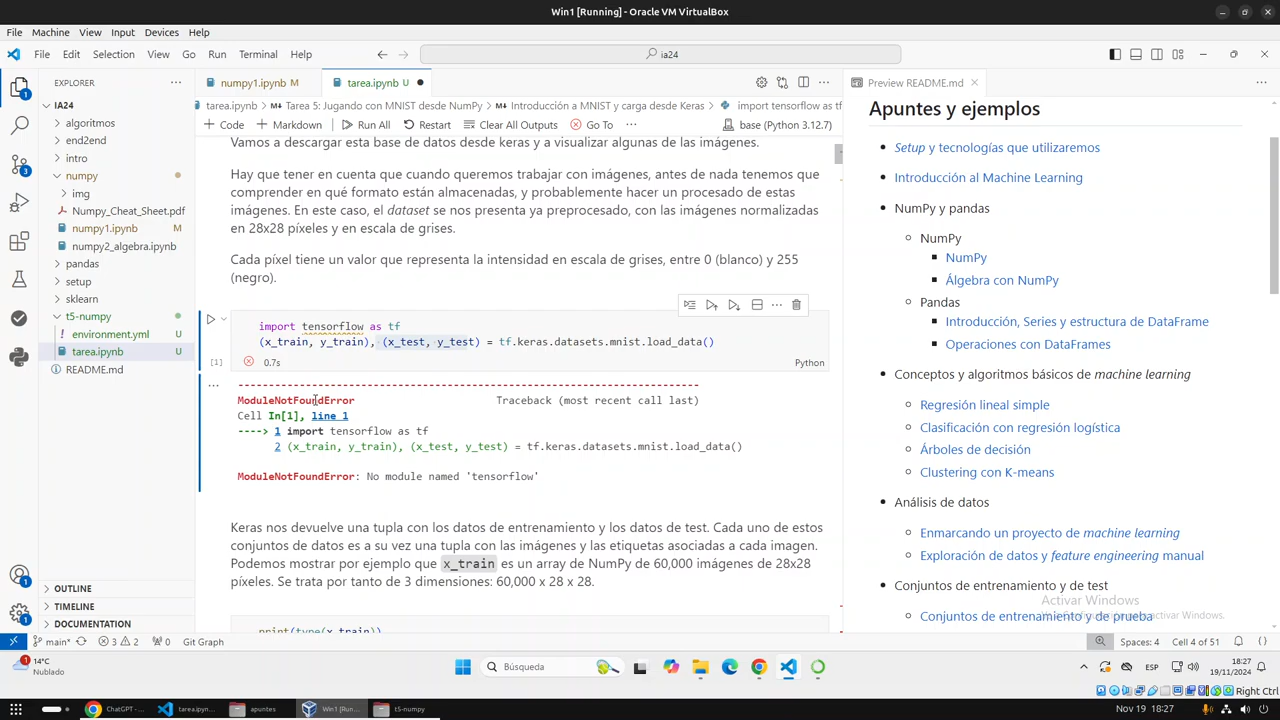 Win1 [Running] - Oracle VM VirtualBox
File Machine View Input Devices Help
File Edit Selection View Go Run Terminal Help
ia24
EXPLORER
numpy1.ipynb M
tarea.ipynb U
Preview README.md
IA24
tarea.ipynb > Tarea 5: Jugando con MNIST desde NumPy > Introducción a MNIST y carga desde Keras > import tensorflow as tf
+ Code + Markdown Run All Restart Clear All Outputs Go To ... base (Python 3.12.7)
algoritmos
end2end
intro
numpy
img
Numpy_Cheat_Sheet.pdf
numpy1.ipynb M
numpy2_algebra.ipynb
pandas
setup
sklearn
t5-numpy
environment.yml U
tarea.ipynb U
README.md
OUTLINE
TIMELINE
DOCUMENTATION
Vamos a descargar esta base de datos desde keras y a visualizar algunas de las imágenes.
Hay que tener en cuenta que cuando queremos trabajar con imágenes, antes de nada tenemos que
comprender en qué formato están almacenadas, y probablemente hacer un procesado de estas
imágenes. En este caso, el dataset se nos presenta ya preprocesado, con las imágenes normalizadas
en 28x28 píxeles y en escala de grises.
Cada píxel tiene un valor que representa la intensidad en escala de grises, entre 0 (blanco) y 255
(negro).
import tensorflow as tf
(x_train, y_train), (x_test, y_test) = tf.keras.datasets.mnist.load_data()
[1] 0.7s Python
---------------------------------------------------------------------------
ModuleNotFoundError Traceback (most recent call last)
Cell In[1], line 1
----> 1 import tensorflow as tf
2 (x_train, y_train), (x_test, y_test) = tf.keras.datasets.mnist.load_data()
ModuleNotFoundError: No module named 'tensorflow'
Keras nos devuelve una tupla con los datos de entrenamiento y los datos de test. Cada uno de estos
conjuntos de datos es a su vez una tupla con las imágenes y las etiquetas asociadas a cada imagen.
Podemos mostrar por ejemplo que x_train es un array de NumPy de 60,000 imágenes de 28x28
píxeles. Se trata por tanto de 3 dimensiones: 60,000 x 28 x 28.
print(type(x_train))
Apuntes y ejemplos
Setup y tecnologías que utilizaremos
Introducción al Machine Learning
NumPy y pandas
NumPy
NumPy
Álgebra con NumPy
Pandas
Introducción, Series y estructura de DataFrame
Operaciones con DataFrames
Conceptos y algoritmos básicos de machine learning
Regresión lineal simple
Clasificación con regresión logística
Árboles de decisión
Clustering con K-means
Análisis de datos
Enmarcando un proyecto de machine learning
Exploración de datos y feature engineering manual
Conjuntos de entrenamiento y de test
Conjuntos de entrenamiento y de prueba
Activar Windows
main* 3 2 0 Git Graph Spaces: 4 Cell 4 of 51
14°C
Nublado
Búsqueda
ESP
18:27
19/11/2024
Right Ctrl
ChatGPT -...
tarea.ipyn...
apuntes
Win1 [Run...
t5-numpy
Nov 19 18:27